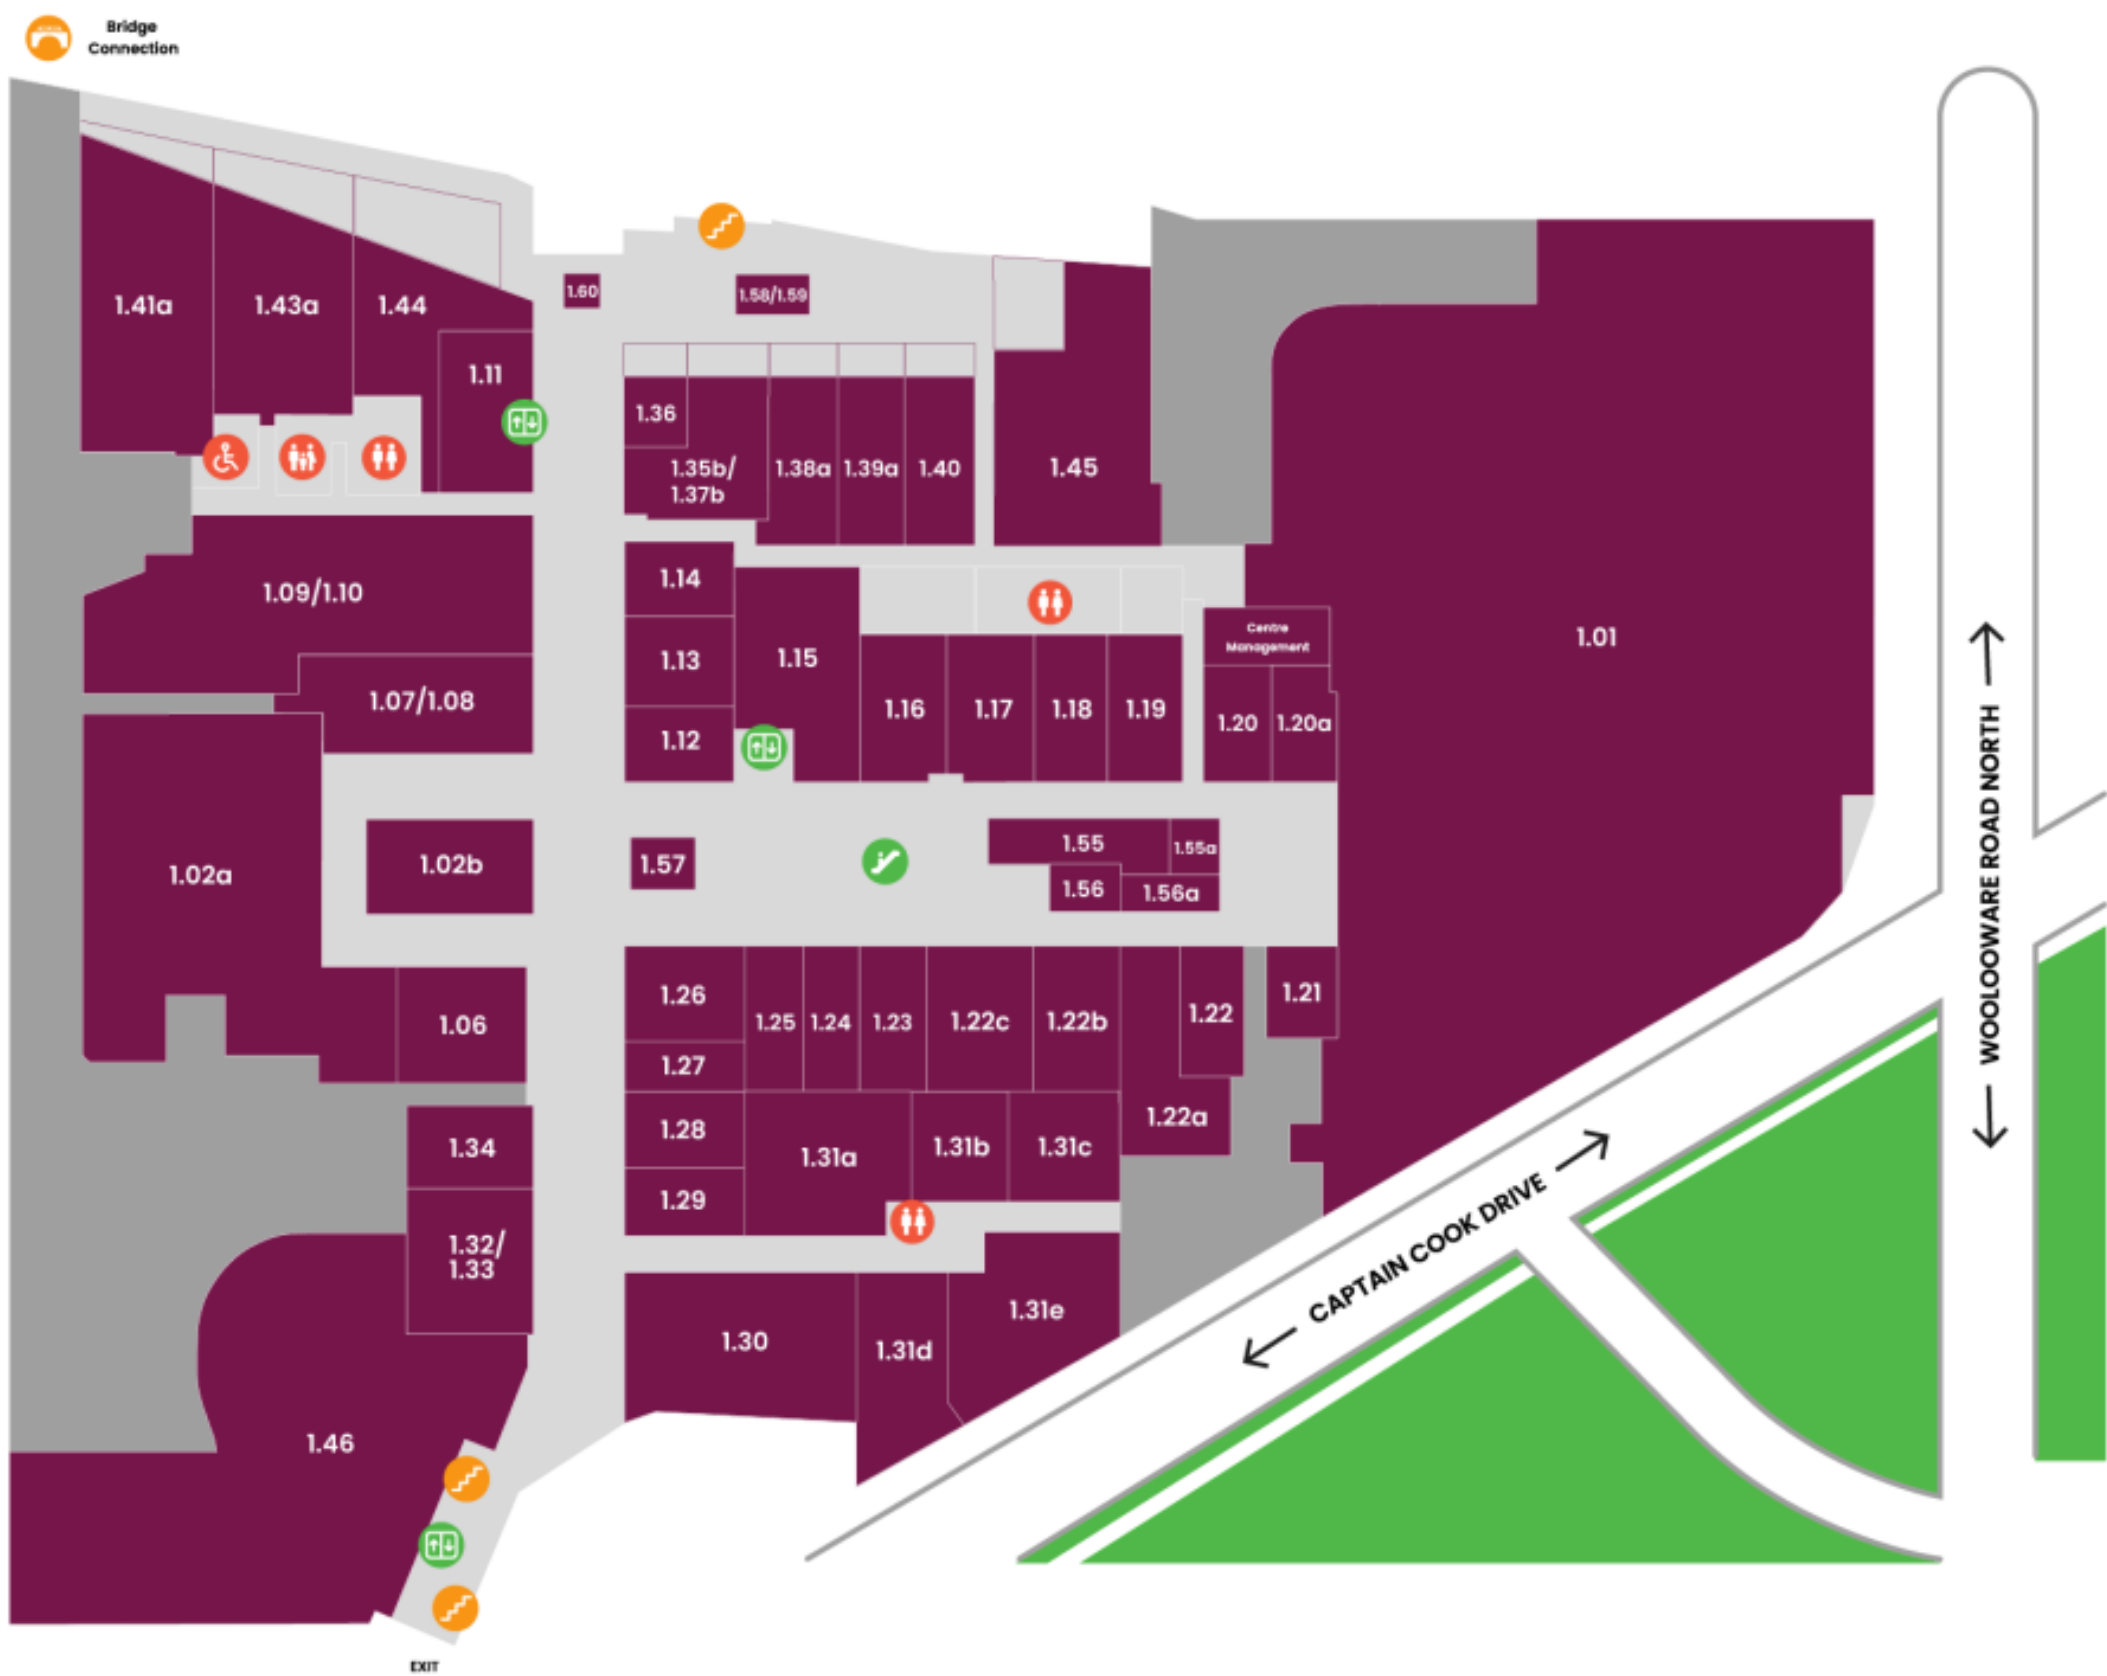 Bridge
Connection
1.60
1.58/1.59
1.41a
1.43a
1.44
1.11
1.36
1.35b/
1.37b
1.38a
1.39a
1.40
1.45
1.09/1.10
1.14
1.13
1.12
1.15
1.07/1.08
1.16
1.17
1.18
1.19
Centre
Management
1.20
1.20a
1.01
1.02a
1.02b
1.57
1.55
1.55a
1.56
1.56a
1.06
1.26
1.27
1.25
1.24
1.23
1.22c
1.22b
1.22
1.21
1.22a
1.34
1.28
1.29
1.31a
1.31b
1.31c
1.32/
1.33
1.30
1.31d
1.31e
1.46
EXIT
CAPTAIN COOK DRIVE
WOOLOOWARE ROAD NORTH